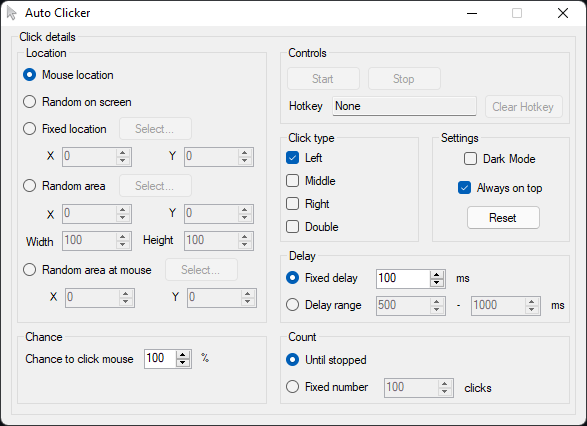 Auto Clicker
Click details
Location
Mouse location
Random on screen
Fixed location Select...
X 0 Y 0
Random area Select...
X 0 Y 0
Width 100 Height 100
Random area at mouse Select...
X 0 Y 0
Chance
Chance to click mouse 100 %
Controls
Start Stop
Hotkey None Clear Hotkey
Click type
Left
Middle
Right
Double
Settings
Dark Mode
Always on top
Reset
Delay
Fixed delay 100 ms
Delay range 500 - 1000 ms
Count
Until stopped
Fixed number 100 clicks